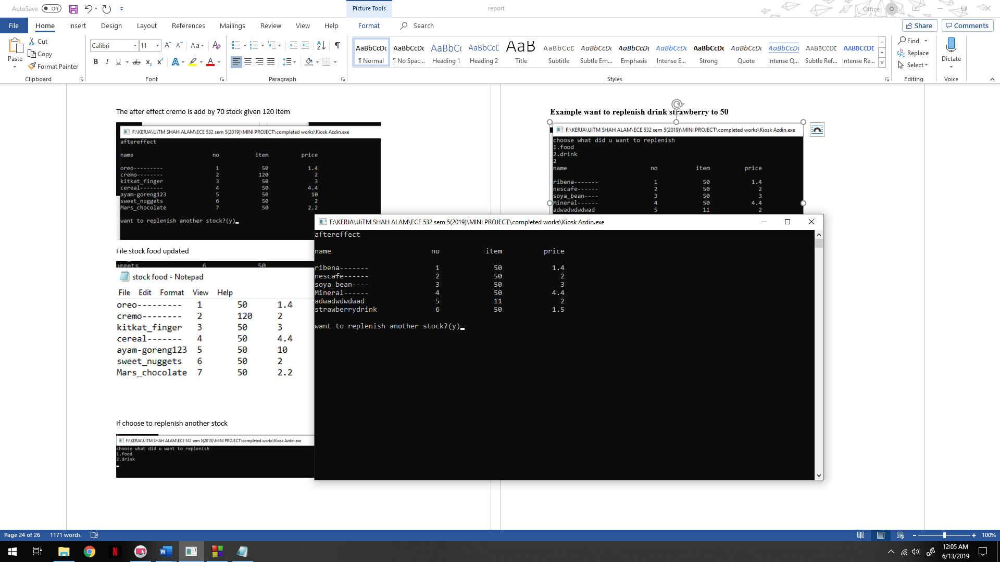 AutoSave Off Picture Tools report Office O
File Home Insert Design Layout References Mailings Review View Help Format Search Share Comments
Paste Cut Copy Format Painter
Clipboard
Calibri 11
Font
Paragraph
AaBbCcDc AaBbCcDc AaBbCc AaBbCcC AaB AaBbCcD AaBbCcDc AaBbCcDc AaBbCcDc AaBbCcDc AaBbCcDc AaBbCcDc AABBCCDE AABBCCDE
¶ Normal ¶ No Spac... Heading 1 Heading 2 Title Subtitle Subtle Em... Emphasis Intense E... Strong Quote Intense Q... Subtle Ref... Intense Re...
Styles
Find
Replace
Select
Editing
Dictate
Voice
The after effect cremo is add by 70 stock given 120 item
F:\KERJA\UiTM SHAH ALAM\ECE 532 sem 5(2019)\MINI PROJECT\completed works\Kiosk Azdin.exe
aftereffect
name no item price
oreo--------- 1 50 1.4
cremo-------- 2 120 2
kitkat_finger 3 50 3
cereal------- 4 50 4.4
ayam-goreng123 5 50 10
sweet_nuggets 6 50 2
Mars_chocolate 7 50 2.2
want to replenish another stock?(y)
File stock food updated
stock food - Notepad
File Edit Format View Help
oreo--------- 1 50 1.4
cremo-------- 2 120 2
kitkat_finger 3 50 3
cereal------- 4 50 4.4
ayam-goreng123 5 50 10
sweet_nuggets 6 50 2
Mars_chocolate 7 50 2.2
If choose to replenish another stock
F:\KERJA\UiTM SHAH ALAM\ECE 532 sem 5(2019)\MINI PROJECT\completed works\Kiosk Azdin.exe
choose what did u want to replenish
1.food
2.drink
Example want to replenish drink strawberry to 50
F:\KERJA\UiTM SHAH ALAM\ECE 532 sem 5(2019)\MINI PROJECT\completed works\Kiosk Azdin.exe
choose what did u want to replenish
1.food
2.drink
2
name no item price
ribena------- 1 50 1.4
nescafe------ 2 50 2
soya_bean---- 3 50 3
Mineral------ 4 50 4.4
adwadwdwdwad 5 11 2
F:\KERJA\UiTM SHAH ALAM\ECE 532 sem 5(2019)\MINI PROJECT\completed works\Kiosk Azdin.exe
aftereffect
name no item price
ribena------- 1 50 1.4
nescafe------ 2 50 2
soya_bean---- 3 50 3
Mineral------ 4 50 4.4
adwadwdwdwad 5 11 2
strawberrydrink 6 50 1.5
want to replenish another stock?(y)
Page 24 of 26 1171 words 100%
12:05 AM
6/13/2019